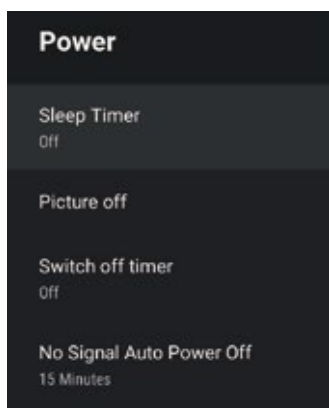 Power
Sleep Timer
Off
Picture off
Switch off timer
Off
No Signal Auto Power Off
15 Minutes